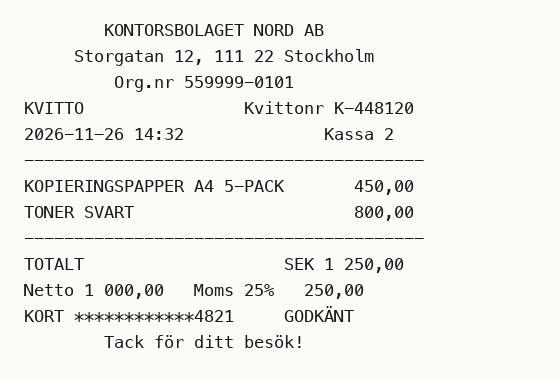 KONTORSBOLAGET NORD AB
Storgatan 12, 111 22 Stockholm
Org.nr 559999-0101
KVITTO Kvittonr K-448120
2026-11-26 14:32 Kassa 2
----------------------------------------
KOPIERINGSPAPPER A4 5-PACK 450,00
TONER SVART 800,00
----------------------------------------
TOTALT SEK 1 250,00
Netto 1 000,00 Moms 25% 250,00
KORT ************4821 GODKÄNT
Tack för ditt besök!